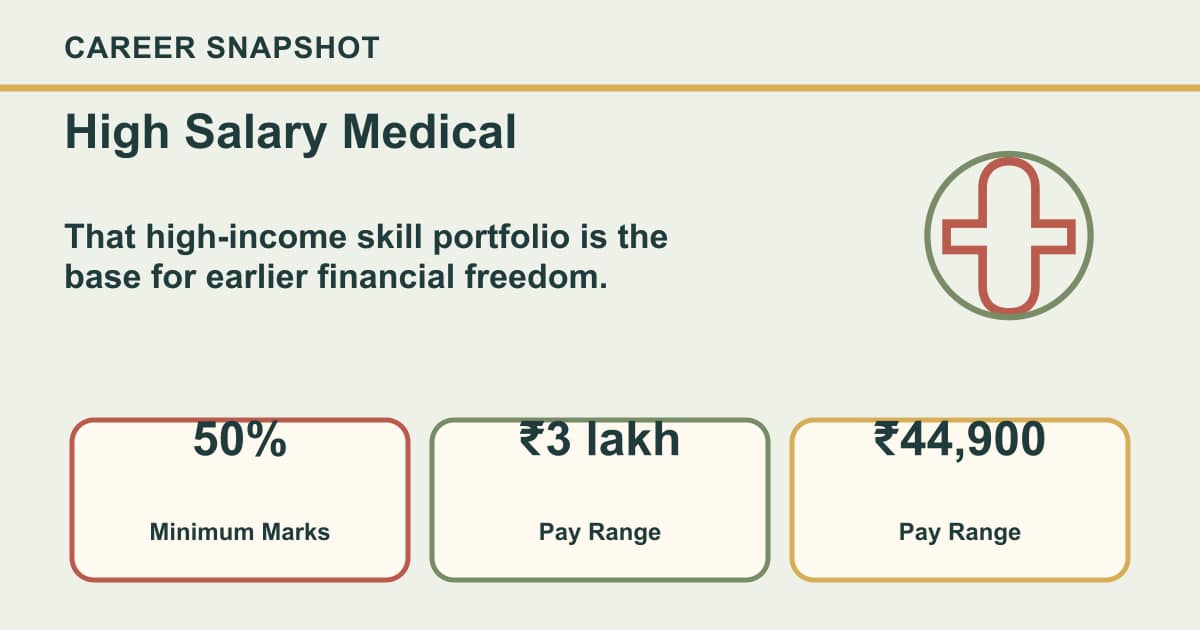 CAREER SNAPSHOT
High Salary Medical
That high-income skill portfolio is the
base for earlier financial freedom.
50%
Minimum Marks
₹3 lakh
Pay Range
₹44,900
Pay Range